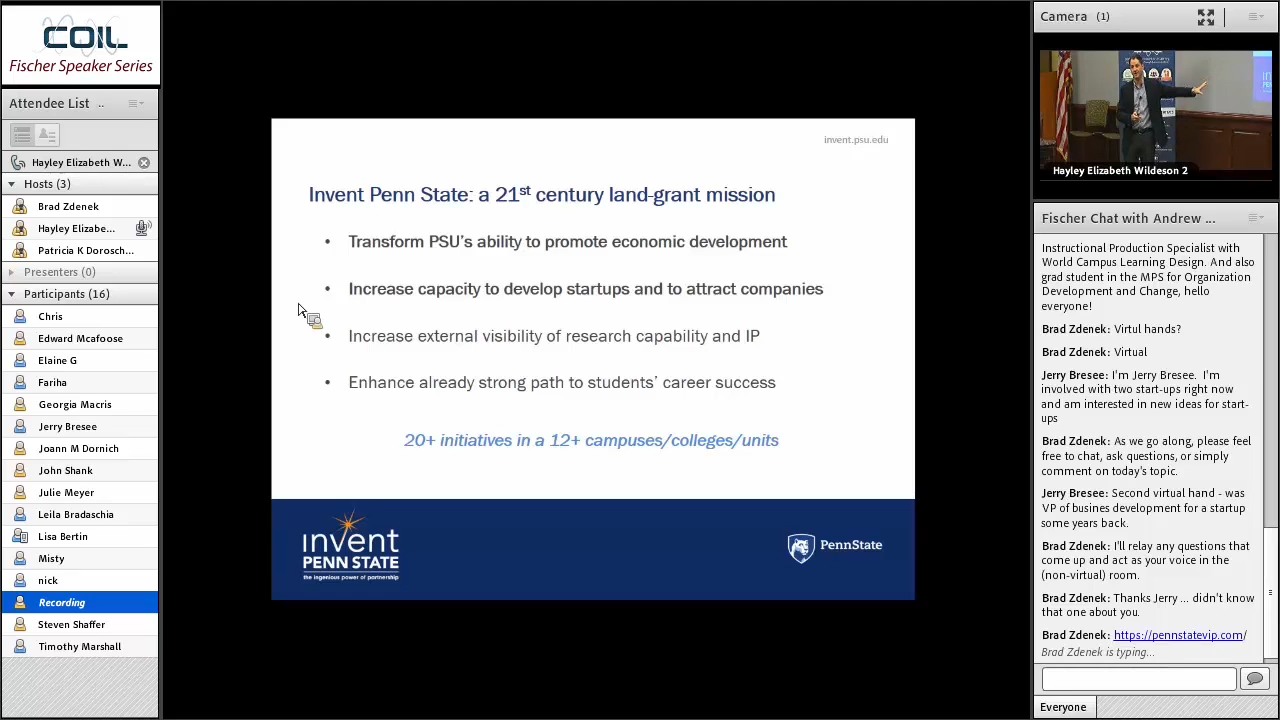 COIL
Fischer Speaker Series
Attendee List ..
Hayley Elizabeth W...
Hosts (3)
Brad Zdenek
Hayley Elizabe...
Patricia K Dorosch...
Presenters (0)
Participants (16)
Chris
Edward Mcafoose
Elaine G
Fariha
Georgia Macris
Jerry Bresee
Joann M Dornich
John Shank
Julie Meyer
Leila Bradaschia
Lisa Bertin
Misty
nick
Recording
Steven Shaffer
Timothy Marshall
invent.psu.edu
Invent Penn State: a 21st century land-grant mission
• Transform PSU's ability to promote economic development
• Increase capacity to develop startups and to attract companies
• Increase external visibility of research capability and IP
• Enhance already strong path to students' career success
20+ initiatives in a 12+ campuses/colleges/units
invent
PENN STATE
the ingenious power of partnership
PennState
Camera (1)
Hayley Elizabeth Wildeson 2
Fischer Chat with Andrew ...
Instructional Production Specialist with
World Campus Learning Design. And also
grad student in the MPS for Organization
Development and Change, hello
everyone!
Brad Zdenek: Virtul hands?
Brad Zdenek: Virtual
Jerry Bresee: I'm Jerry Bresee. I'm
involved with two start-ups right now
and am interested in new ideas for start-
ups
Brad Zdenek: As we go along, please feel
free to chat, ask questions, or simply
comment on today's topic.
Jerry Bresee: Second virtual hand - was
VP of busines development for a startup
some years back.
Brad Zdenek: I'll relay any questions that
come up and act as your voice in the
(non-virtual) room.
Brad Zdenek: Thanks Jerry ... didn't know
that one about you.
Brad Zdenek: https://pennstatevip.com/
Brad Zdenek is typing...
Everyone